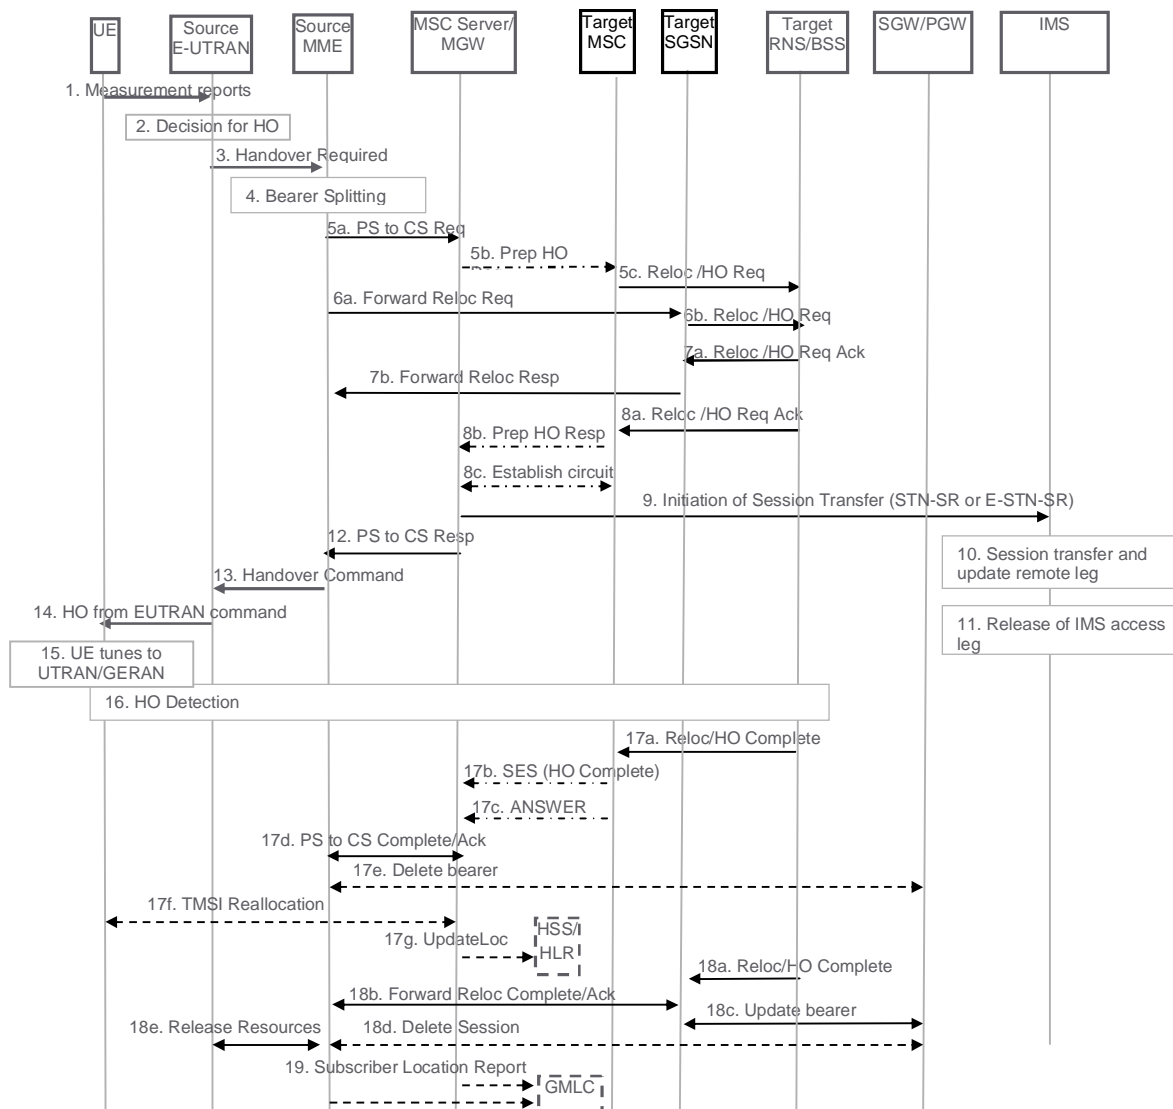 UE
Source
E-UTRAN
Source
MME
MSC Server/
MGW
Target
MSC
Target
SGSN
Target
RNS/BSS
SGW/PGW
IMS
1. Measurement reports
2. Decision for HO
3. Handover Required
4. Bearer Splitting
5a. PS to CS Req
5b. Prep HO
5c. Reloc /HO Req
6a. Forward Reloc Req
6b. Reloc /HO Req
7a. Reloc /HO Req Ack
7b. Forward Reloc Resp
8a. Reloc /HO Req Ack
8b. Prep HO Resp
8c. Establish circuit
9. Initiation of Session Transfer (STN-SR or E-STN-SR)
12. PS to CS Resp
10. Session transfer and
update remote leg
13. Handover Command
14. HO from EUTRAN command
11. Release of IMS access
leg
15. UE tunes to
UTRAN/GERAN
16. HO Detection
17a. Reloc/HO Complete
17b. SES (HO Complete)
17c. ANSWER
17d. PS to CS Complete/Ack
17e. Delete bearer
17f. TMSI Reallocation
HSS/
HLR
17g. UpdateLoc
18a. Reloc/HO Complete
18b. Forward Reloc Complete/Ack
18c. Update bearer
18e. Release Resources
18d. Delete Session
19. Subscriber Location Report
GMLC